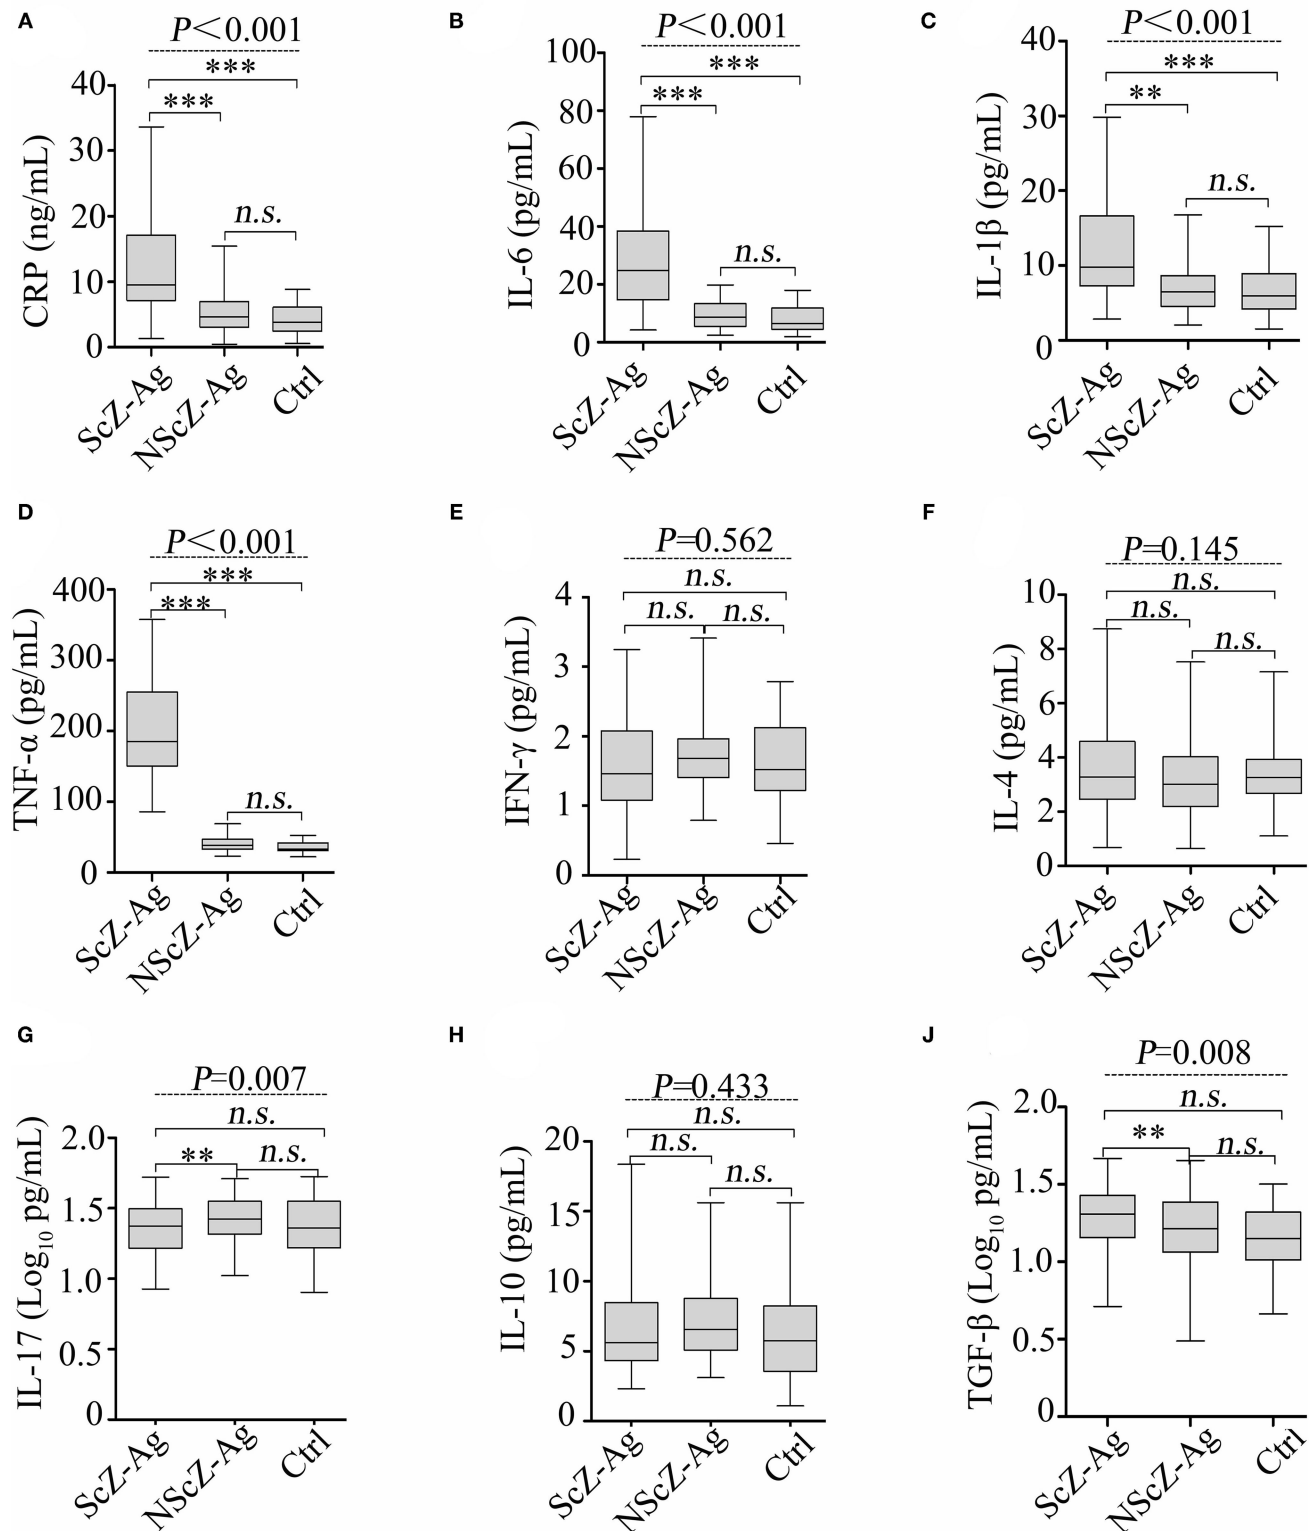 A
P<0.001
***
***
n.s.
CRP (ng/mL)
40
30
20
10
0
ScZ-Ag
NScZ-Ag
Ctrl
B
P<0.001
***
***
n.s.
IL-6 (pg/mL)
100
80
60
40
20
0
ScZ-Ag
NScZ-Ag
Ctrl
C
P<0.001
***
**
n.s.
IL-1β (pg/mL)
40
30
20
10
0
ScZ-Ag
NScZ-Ag
Ctrl
D
P<0.001
***
***
n.s.
TNF-α (pg/mL)
400
300
200
100
0
ScZ-Ag
NScZ-Ag
Ctrl
E
P=0.562
n.s.
n.s.
n.s.
IFN-γ (pg/mL)
4
3
2
1
0
ScZ-Ag
NScZ-Ag
Ctrl
F
P=0.145
n.s.
n.s.
n.s.
IL-4 (pg/mL)
10
8
6
4
2
0
ScZ-Ag
NScZ-Ag
Ctrl
G
P=0.007
n.s.
**
n.s.
IL-17 (Log10 pg/mL)
2.0
1.5
1.0
0.5
0
ScZ-Ag
NScZ-Ag
Ctrl
H
P=0.433
n.s.
n.s.
n.s.
IL-10 (pg/mL)
20
15
10
5
0
ScZ-Ag
NScZ-Ag
Ctrl
J
P=0.008
n.s.
**
n.s.
TGF-β (Log10 pg/mL)
2.0
1.5
1.0
0.5
0
ScZ-Ag
NScZ-Ag
Ctrl